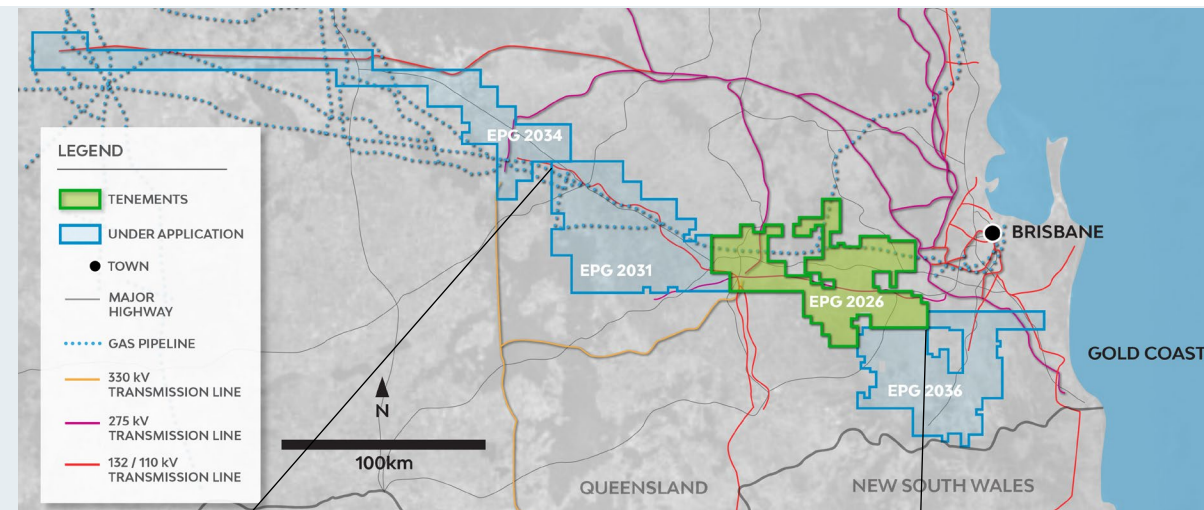 EPG 2034
LEGEND
TENEMENTS
UNDER APPLICATION
TOWN
MAJOR
HIGHWAY
GAS PIPELINE
330 kV
TRANSMISSION LINE
275 kV
TRANSMISSION LINE
132 / 110 kV
TRANSMISSION LINE
N
100km
EPG 2031
EPG 2026
EPG 2036
BRISBANE
GOLD COAST
QUEENSLAND
NEW SOUTH WALES